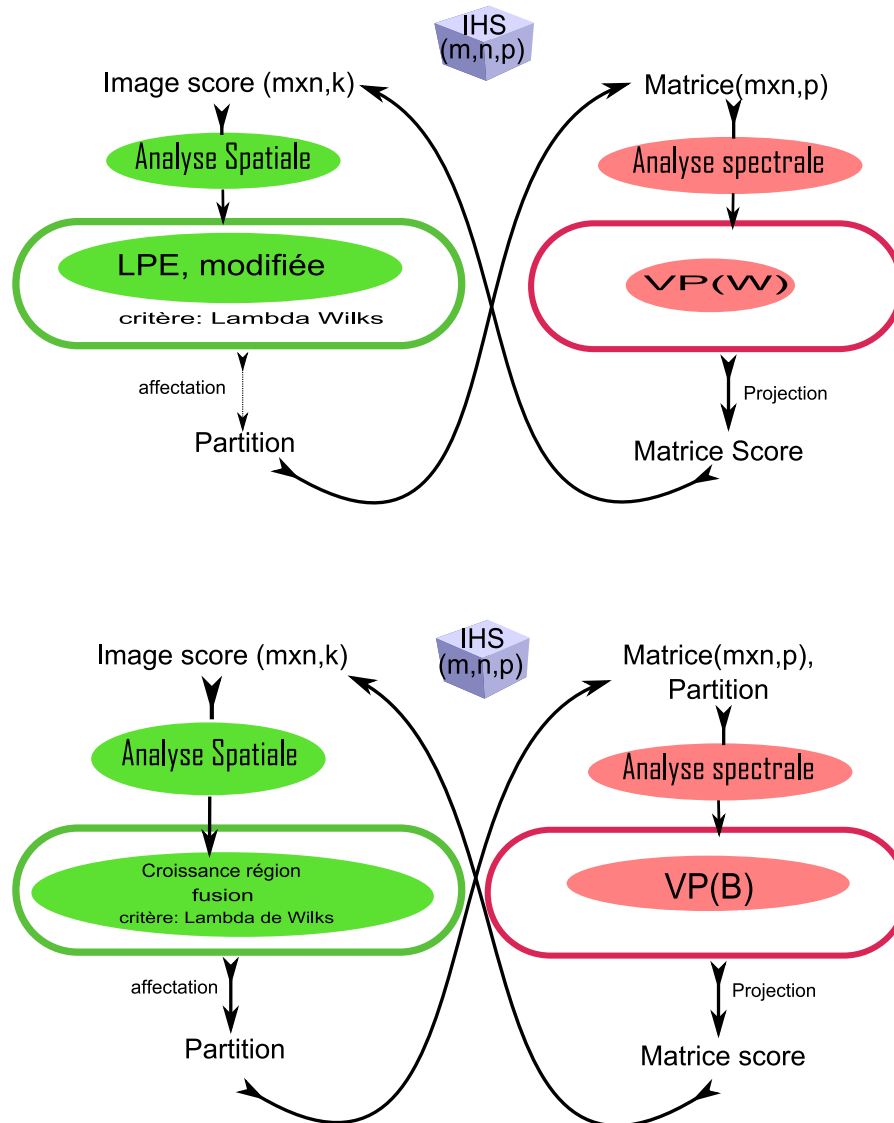 IHS
(m,n,p)
Image score (mxn,k)
Analyse Spatiale
LPE, modifiée
critère: Lambda Wilks
affectation
Partition
Matrice(mxn,p)
Analyse spectrale
VP(W)
Projection
Matrice Score
IHS
(m,n,p)
Image score (mxn,k)
Analyse Spatiale
Croissance région
fusion
critère: Lambda de Wilks
affectation
Partition
Matrice(mxn,p),
Partition
Analyse spectrale
VP(B)
Projection
Matrice score